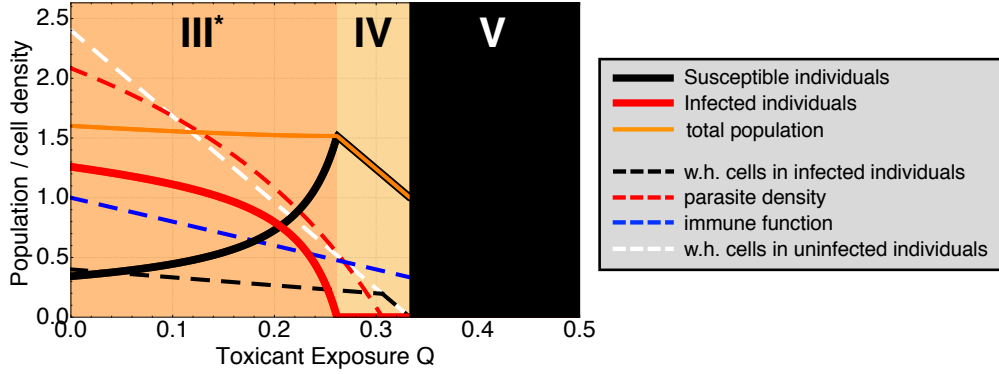 2.5
2.0
1.5
1.0
0.5
0.0
Population / cell density
III*
IV
V
0.0
0.1
0.2
0.3
0.4
0.5
Toxicant Exposure Q
Susceptible individuals
Infected individuals
total population
w.h. cells in infected individuals
parasite density
immune function
w.h. cells in uninfected individuals